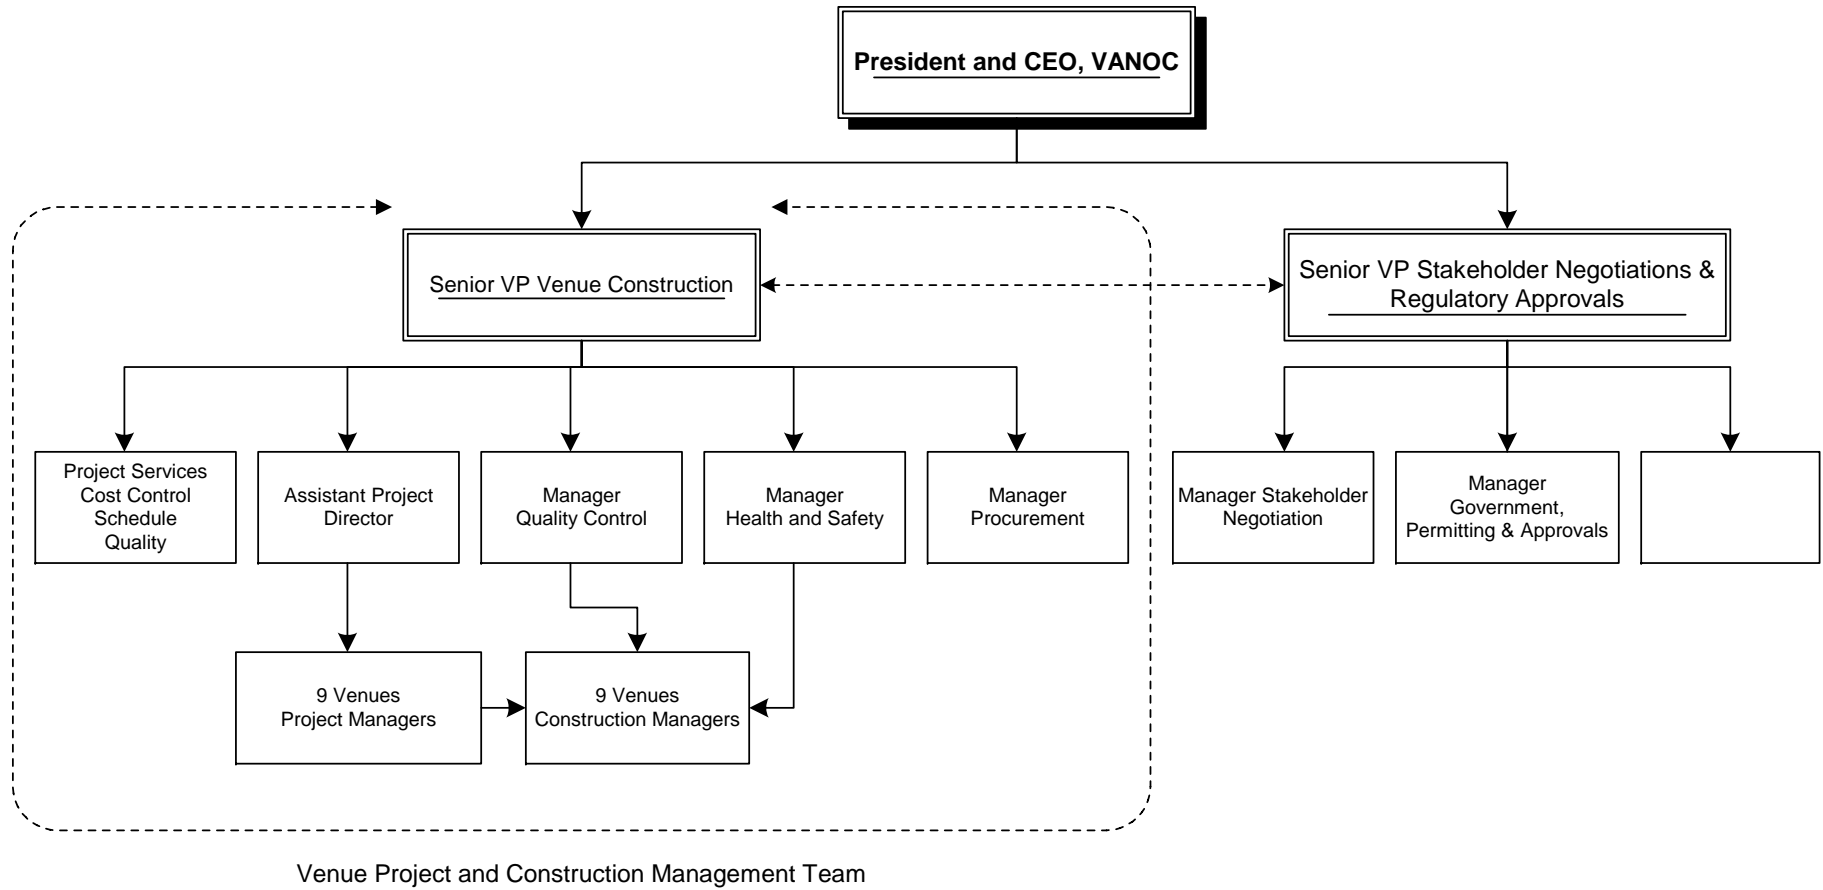 President and CEO, VANOC
Senior VP Venue Construction
Senior VP Stakeholder Negotiations &
Regulatory Approvals
Project Services
Cost Control
Schedule
Quality
Assistant Project
Director
Manager
Quality Control
Manager
Health and Safety
Manager
Procurement
Manager Stakeholder
Negotiation
Manager
Government,
Permitting & Approvals
9 Venues
Project Managers
9 Venues
Construction Managers
Venue Project and Construction Management Team